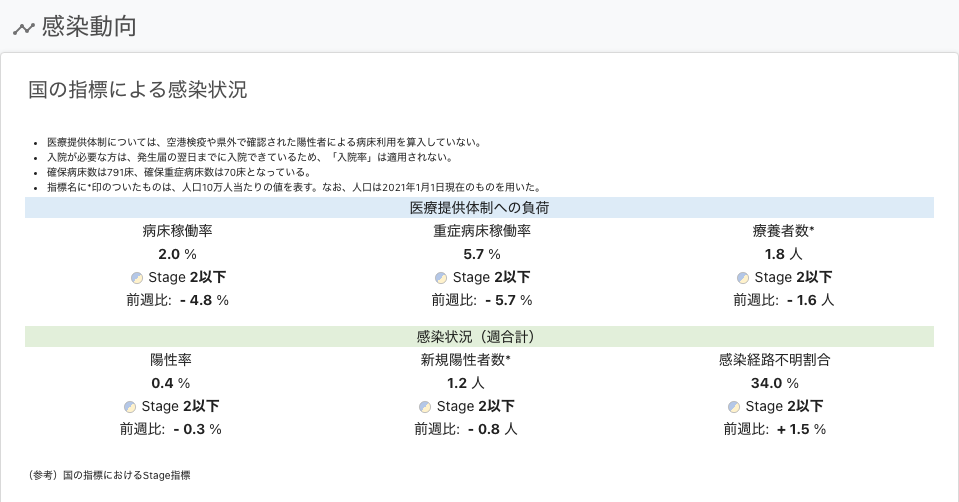 感染動向
国の指標による感染状況
• 医療提供体制については、空港検疫や県外で確認された陽性者による病床利用を算入していない。
• 入院が必要な方は、発生届の翌日までに入院できているため、「入院率」は適用されない。
• 確保病床数は791床、確保重症病床数は70床となっている。
• 指標名に*印のついたものは、人口10万人当たりの値を表す。なお、人口は2021年1月1日現在のものを用いた。
医療提供体制への負荷
病床稼働率 重症病床稼働率 療養者数*
2.0 % 5.7 % 1.8 人
Stage 2以下 Stage 2以下 Stage 2以下
前週比: - 4.8 % 前週比: - 5.7 % 前週比: - 1.6 人
感染状況（週合計）
陽性率 新規陽性者数* 感染経路不明割合
0.4 % 1.2 人 34.0 %
Stage 2以下 Stage 2以下 Stage 2以下
前週比: - 0.3 % 前週比: - 0.8 人 前週比: + 1.5 %
（参考）国の指標におけるStage指標